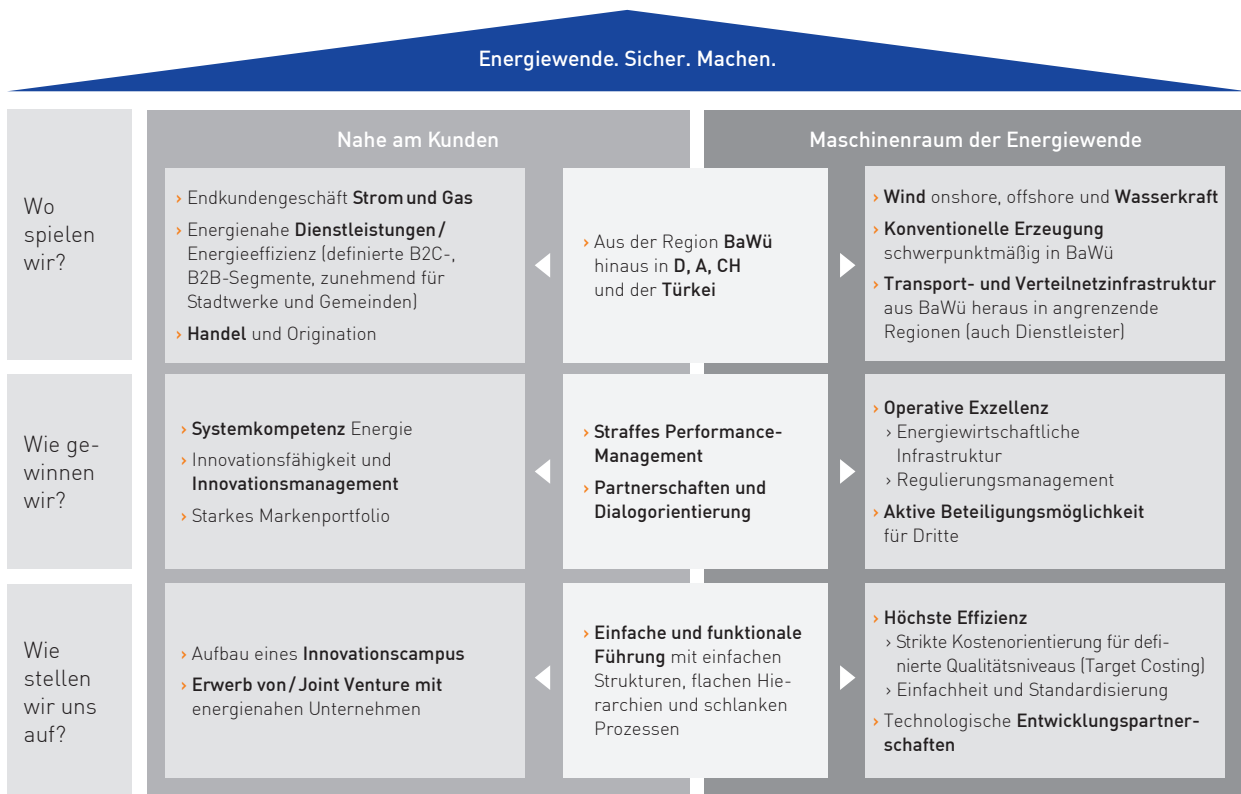 Energiewende. Sicher. Machen.
Nahe am Kunden
Maschinenraum der Energiewende
Wo
spielen
wir?
› Endkundengeschäft Strom und Gas
› Energienahe Dienstleistungen /
Energieeffizienz (definierte B2C-,
B2B-Segmente, zunehmend für
Stadtwerke und Gemeinden)
› Handel und Origination
› Aus der Region BaWü
hinaus in D, A, CH
und der Türkei
› Wind onshore, offshore und Wasserkraft
› Konventionelle Erzeugung
schwerpunktmäßig in BaWü
› Transport- und Verteilnetzinfrastruktur
aus BaWü heraus in angrenzende
Regionen (auch Dienstleister)
Wie ge-
winnen
wir?
› Systemkompetenz Energie
› Innovationsfähigkeit und
Innovationsmanagement
› Starkes Markenportfolio
› Straffes Performance-
Management
› Partnerschaften und
Dialogorientierung
› Operative Exzellenz
› Energiewirtschaftliche
Infrastruktur
› Regulierungsmanagement
› Aktive Beteiligungsmöglichkeit
für Dritte
Wie
stellen
wir uns
auf?
› Aufbau eines Innovationscampus
› Erwerb von / Joint Venture mit
energienahen Unternehmen
› Einfache und funktionale
Führung mit einfachen
Strukturen, flachen Hie-
rarchien und schlanken
Prozessen
› Höchste Effizienz
› Strikte Kostenorientierung für defi-
nierte Qualitätsniveaus (Target Costing)
› Einfachheit und Standardisierung
› Technologische Entwicklungspartner-
schaften